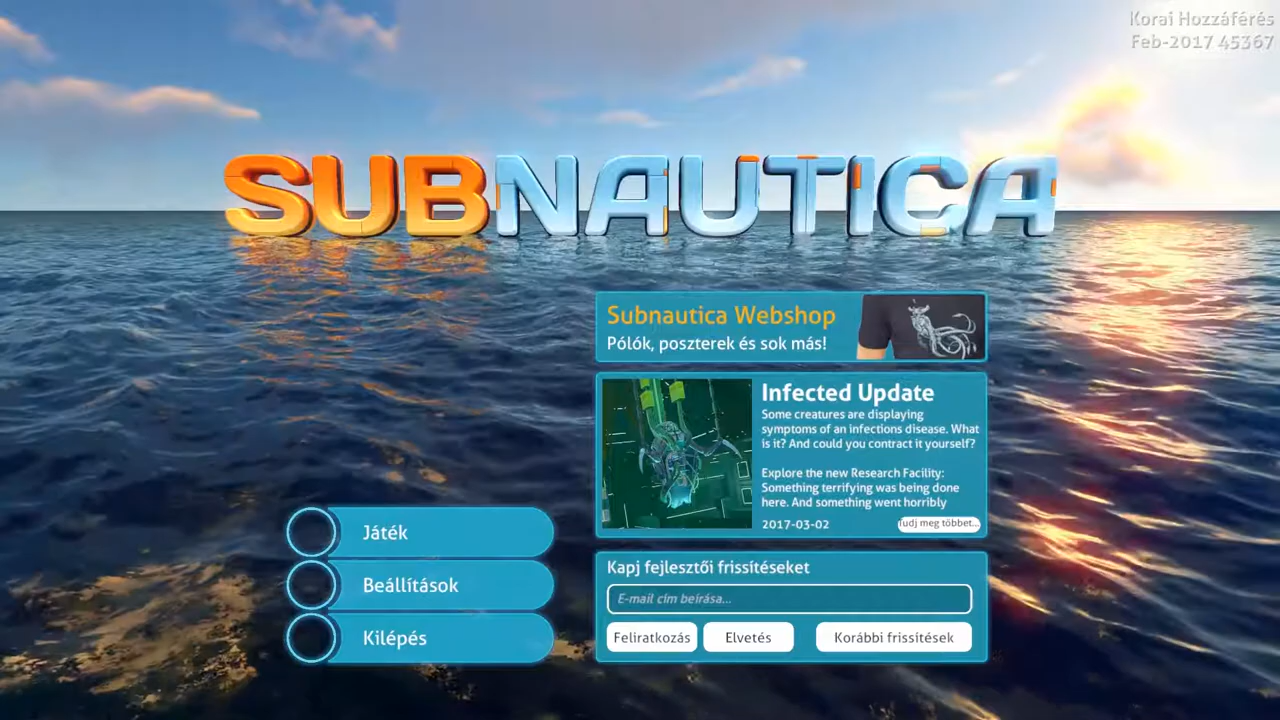 Korai Hozzáférés
Feb-2017 45367
SUBNAUTICA
Subnautica Webshop
Pólók, poszterek és sok más!
Infected Update
Some creatures are displaying
symptoms of an infections disease. What
is it? And could you contract it yourself?
Explore the new Research Facility:
Something terrifying was being done
here. And something went horribly
2017-03-02
Tudj meg többet...
Játék
Beállítások
Kilépés
Kapj fejlesztői frissítéseket
E-mail cím beírása...
Feliratkozás
Elvetés
Korábbi frissítések